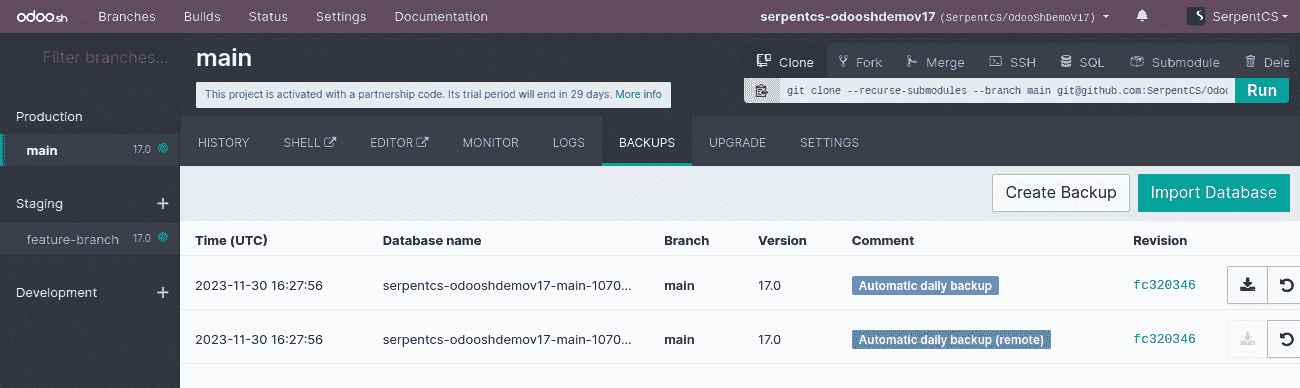 odoo.sh Branches Builds Status Settings Documentation serpentcs-odooshdemov17 (SerpentCS/OdooShDemoV17) SerpentCS
Filter branches...
main
Clone Fork Merge SSH SQL Submodule Dele
This project is activated with a partnership code. Its trial period will end in 29 days. More info
git clone --recurse-submodules --branch main git@github.com:SerpentCS/Odoo Run
Production
main 17.0
HISTORY SHELL EDITOR MONITOR LOGS BACKUPS UPGRADE SETTINGS
Staging +
Create Backup Import Database
feature-branch 17.0
Time (UTC) Database name Branch Version Comment Revision
Development +
2023-11-30 16:27:56 serpentcs-odooshdemov17-main-1070... main 17.0 Automatic daily backup fc320346
2023-11-30 16:27:56 serpentcs-odooshdemov17-main-1070... main 17.0 Automatic daily backup (remote) fc320346